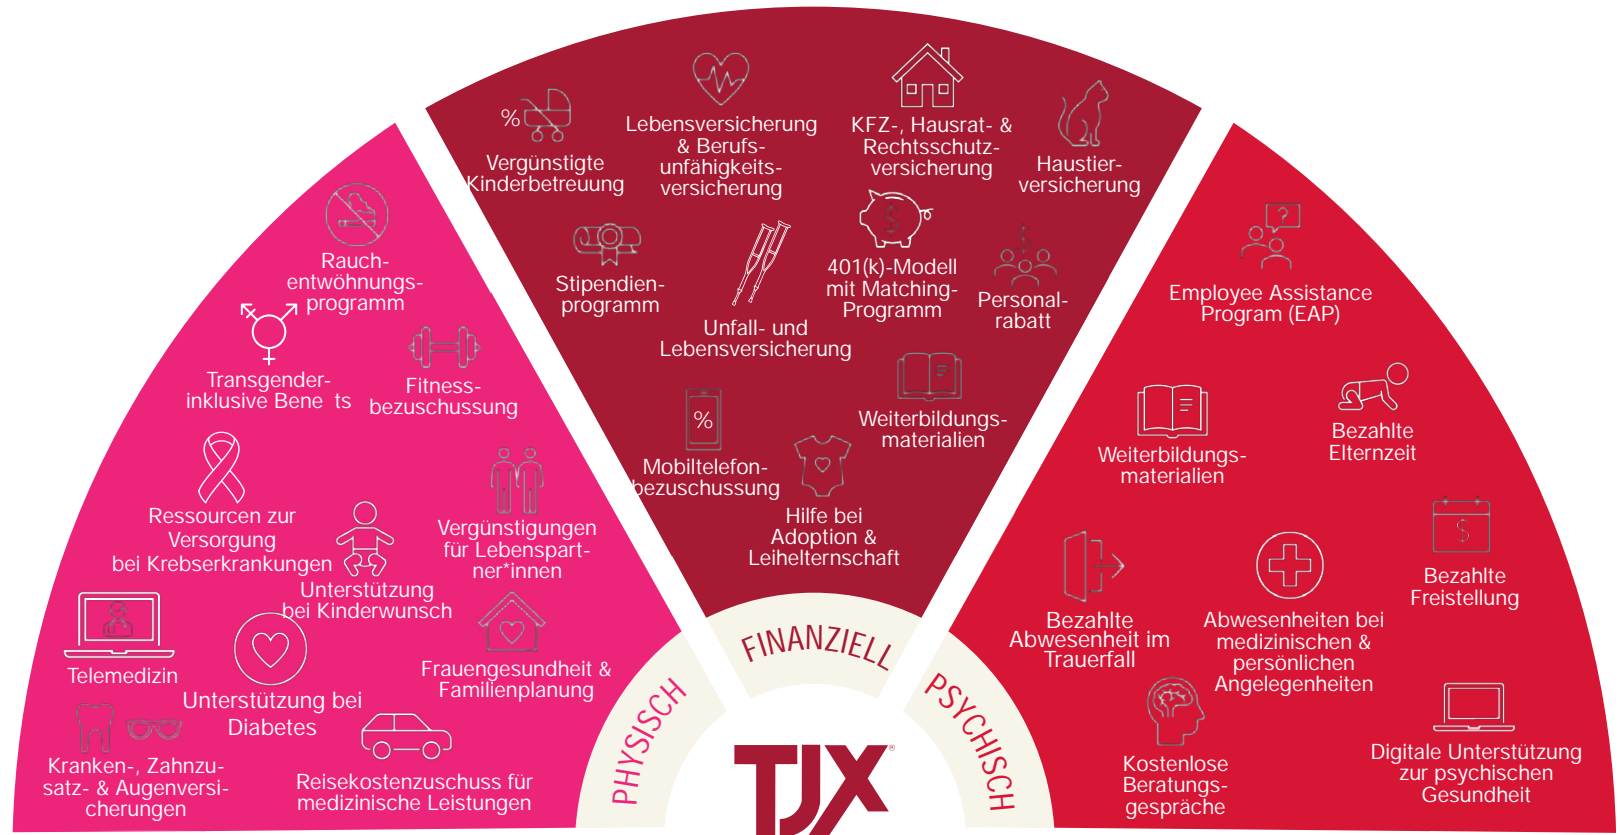 Rauch-
entwöhnungs-
programm
Transgender-
inklusive Bene ts
Fitness-
bezuschussung
Ressourcen zur
Versorgung
bei Krebserkrankungen
Unterstützung
bei Kinderwunsch
Vergünstigungen
für Lebenspart-
ner*innen
Telemedizin
Unterstützung bei
Diabetes
Frauengesundheit &
Familienplanung
Kranken-, Zahnzu-
satz- & Augenversi-
cherungen
Reisekostenzuschuss für
medizinische Leistungen
PHYSISCH
%
Vergünstigte
Kinderbetreuung
Lebensversicherung
& Berufs-
unfähigkeits-
versicherung
KFZ-, Hausrat- &
Rechtsschutz-
versicherung
Haustier-
versicherung
Stipendien-
programm
Unfall- und
Lebensversicherung
$
401(k)-Modell
mit Matching-
Programm
$
Personal-
rabatt
%
Mobiltelefon-
bezuschussung
Weiterbildungs-
materialien
Hilfe bei
Adoption &
Leihelternschaft
FINANZIELL
?
Employee Assistance
Program (EAP)
Weiterbildungs-
materialien
Bezahlte
Elternzeit
$
Bezahlte
Freistellung
Bezahlte
Abwesenheit im
Trauerfall
Abwesenheiten bei
medizinischen &
persönlichen
Angelegenheiten
Kostenlose
Beratungs-
gespräche
Digitale Unterstützung
zur psychischen
Gesundheit
PSYCHISCH
TJX®